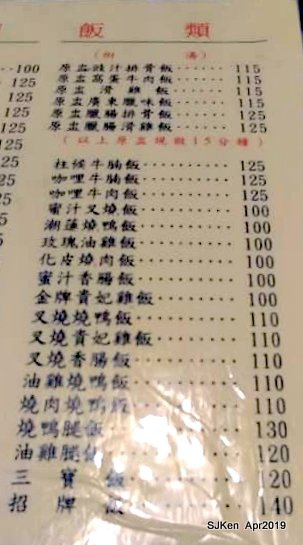 飯 類
(附 湯)
原盅豉汁排骨飯·········115
原盅窩蛋牛肉飯·········115
原盅滑雞飯·········115
原盅廣東臘味飯·········115
原盅臘腸排骨飯·········125
原盅臘腸滑雞飯·········125
(以上原盅現做15分鐘)
柱候牛腩飯·········125
咖哩牛腩飯·········125
咖哩牛肉飯·········125
蜜汁叉燒飯·········100
潮蓮燒鴨飯·········100
玫瑰油雞飯·········100
化皮燒肉飯·········100
蜜汁香腸飯·········100
金牌貴妃雞飯·········100
叉燒燒鴨飯·········110
叉燒貴妃雞飯·········110
叉燒香腸飯·········110
油雞燒鴨飯·········110
燒肉燒鴨飯·········110
燒鴨腿飯·········130
油雞腿飯·········120
三寶飯·········120
招牌飯·········140
100
125
125
125
125
SJKen Apr2019